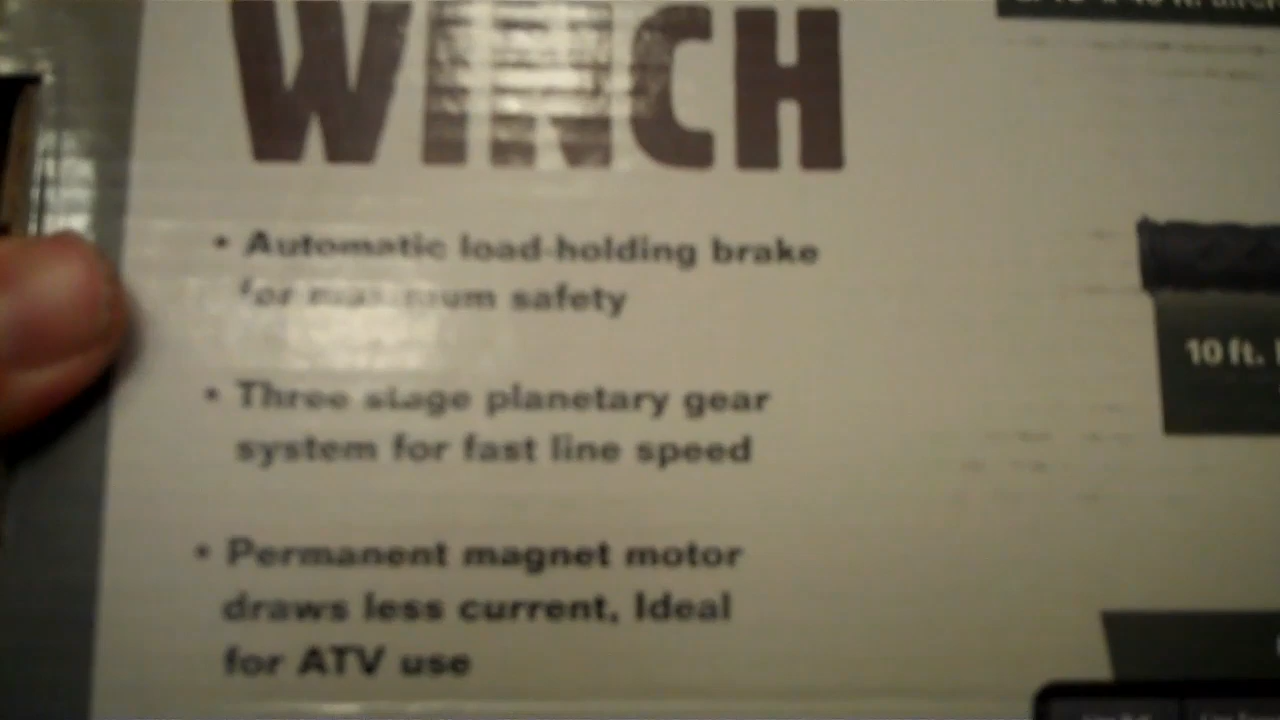 WINCH
• Automatic load-holding brake
for maximum safety
• Three stage planetary gear
system for fast line speed
• Permanent magnet motor
draws less current, Ideal
for ATV use
10 ft.